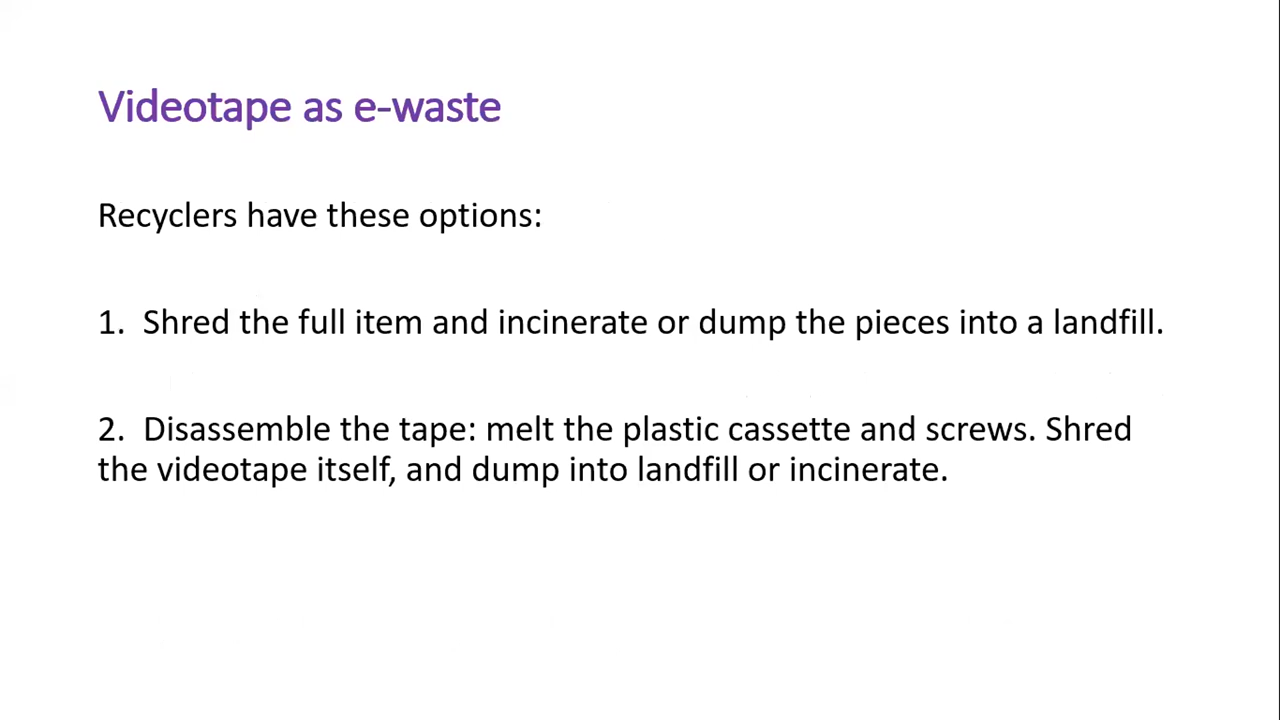 Videotape as e-waste
Recyclers have these options:
1. Shred the full item and incinerate or dump the pieces into a landfill.
2. Disassemble the tape: melt the plastic cassette and screws. Shred
the videotape itself, and dump into landfill or incinerate.